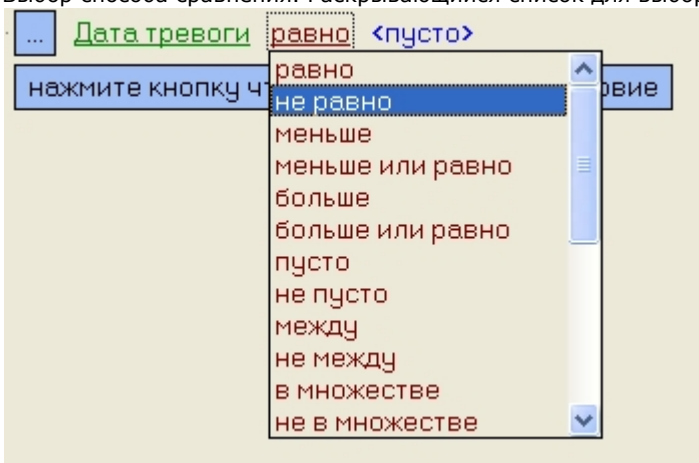 Выбор способа сравнения. Раскрывающийся список для выбор
... Дата тревоги равно <пусто>
равно
нажмите кнопку чт овие
не равно
меньше
меньше или равно
больше
больше или равно
пусто
не пусто
между
не между
в множестве
не в множестве